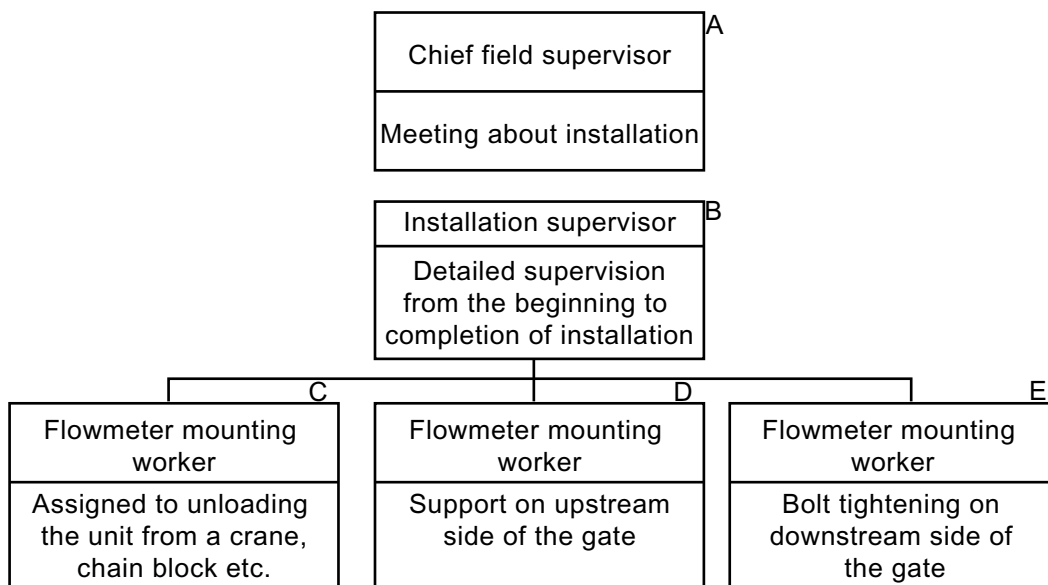 A
Chief field supervisor
Meeting about installation
B
Installation supervisor
Detailed supervision
from the beginning to
completion of installation
C
Flowmeter mounting
worker
Assigned to unloading
the unit from a crane,
chain block etc.
D
Flowmeter mounting
worker
Support on upstream
side of the gate
E
Flowmeter mounting
worker
Bolt tightening on
downstream side of
the gate